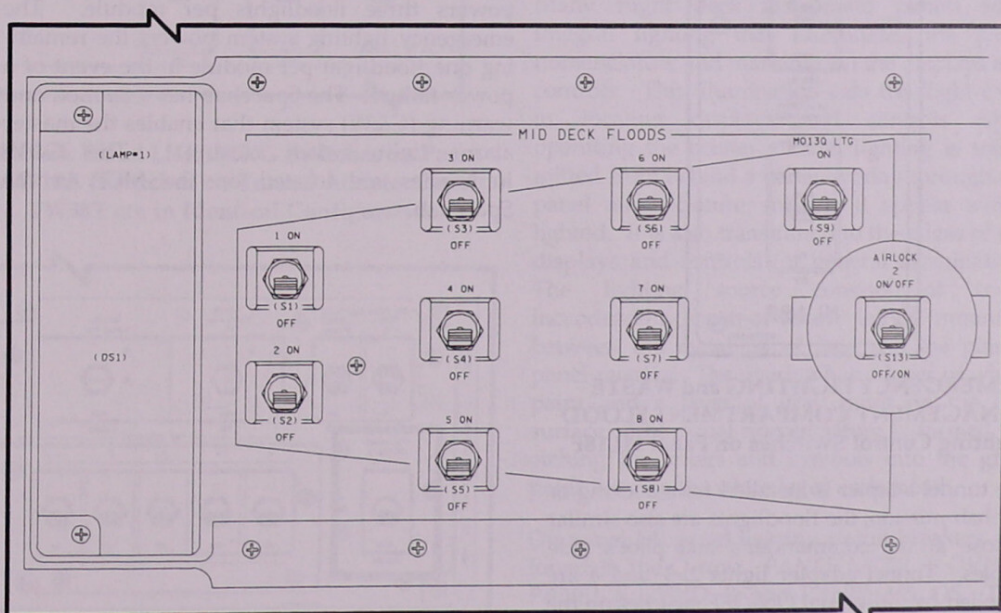 MID DECK FLOODS
(LAMP#1)
3 ON
6 ON
MO13Q LTG
ON
(S3)
OFF
(S6)
OFF
(S9)
OFF
1 ON
AIRLOCK
2
ON/OFF
(S1)
OFF
4 ON
7 ON
(S4)
OFF
(S7)
OFF
(S13)
OFF/ON
2 ON
(DS1)
(S2)
OFF
5 ON
8 ON
(S5)
OFF
(S8)
OFF